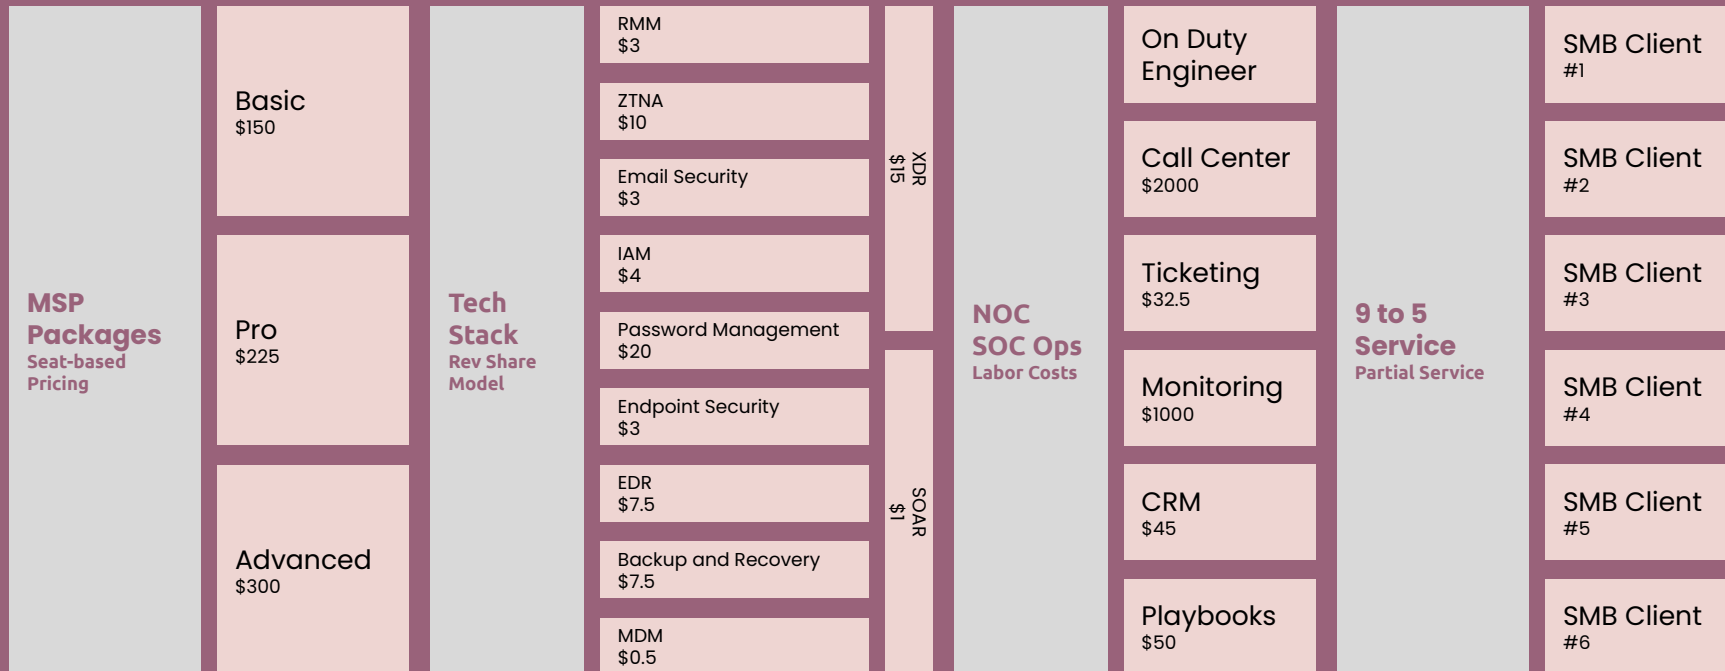 MSP
Packages
Seat-based
Pricing
Basic
$150
Pro
$225
Advanced
$300
Tech
Stack
Rev Share
Model
RMM
$3
ZTNA
$10
Email Security
$3
IAM
$4
Password Management
$20
Endpoint Security
$3
EDR
$7.5
Backup and Recovery
$7.5
MDM
$0.5
XDR
$15
SOAR
$1
NOC
SOC Ops
Labor Costs
On Duty
Engineer
Call Center
$2000
Ticketing
$32.5
Monitoring
$1000
CRM
$45
Playbooks
$50
9 to 5
Service
Partial Service
SMB Client
#1
SMB Client
#2
SMB Client
#3
SMB Client
#4
SMB Client
#5
SMB Client
#6